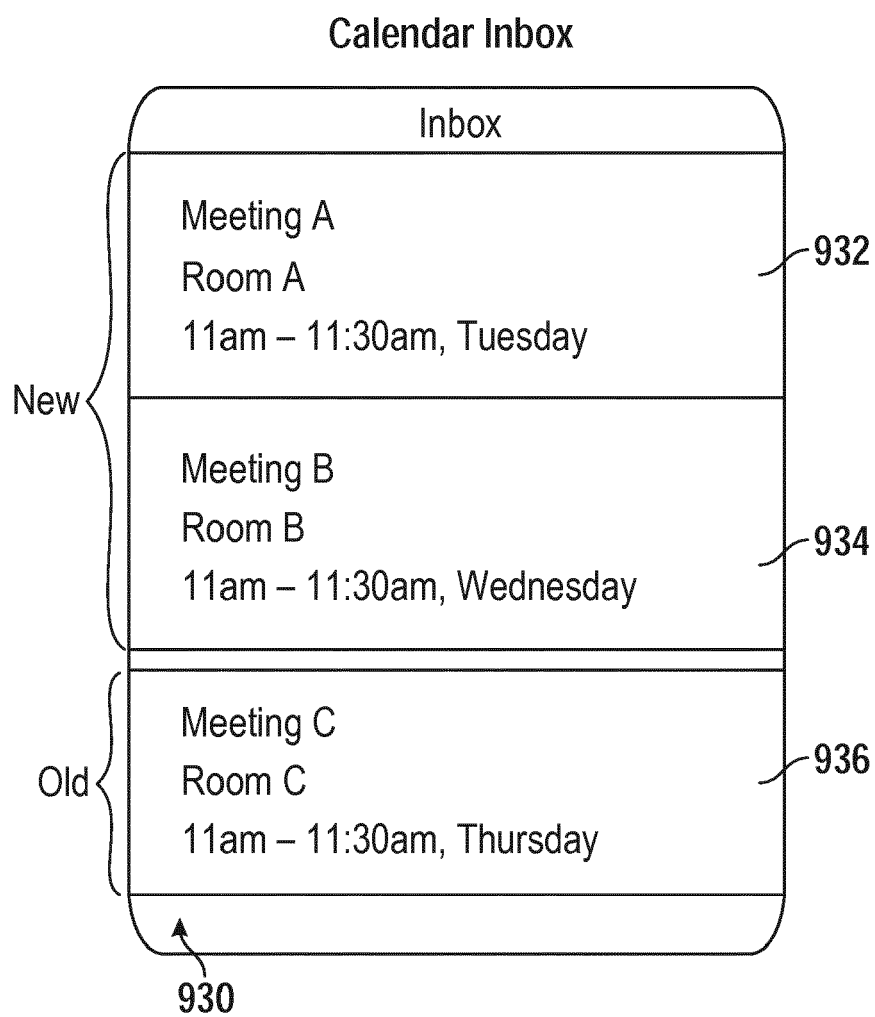 Calendar Inbox
Inbox
Meeting A
Room A
11am – 11:30am, Tuesday
932
New
Meeting B
Room B
11am – 11:30am, Wednesday
934
Meeting C
Room C
11am – 11:30am, Thursday
936
Old
930